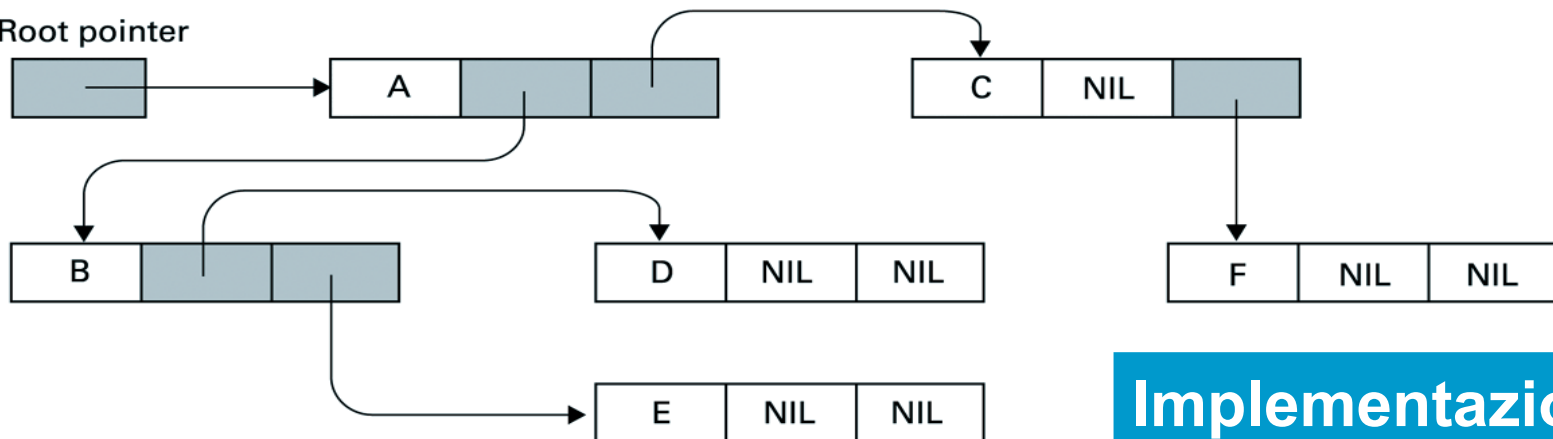 Root pointer
A
C NIL
B
D NIL NIL
F NIL NIL
E NIL NIL